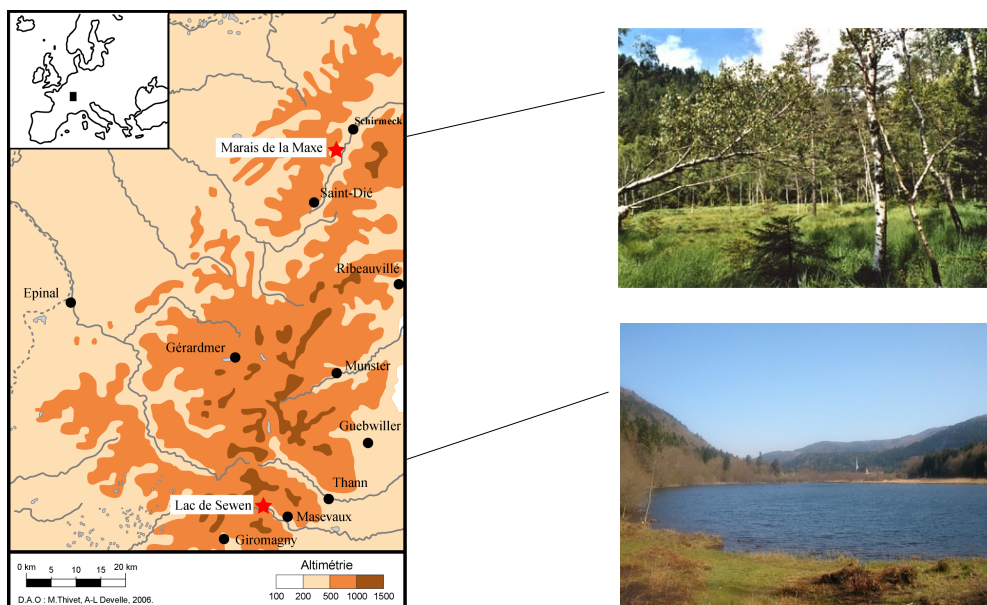 Schirmeck
Marais de la Maxe
Saint-Dié
Ribeauvillé
Epinal
Gérardmer
Munster
Guebwiller
Thann
Lac de Sewen
Masevaux
Giromagny
0 km 5 10 15 20 km
Altimétrie
100 200 500 1000 1500
D.A.O : M.Thivet, A-L Develle, 2006.